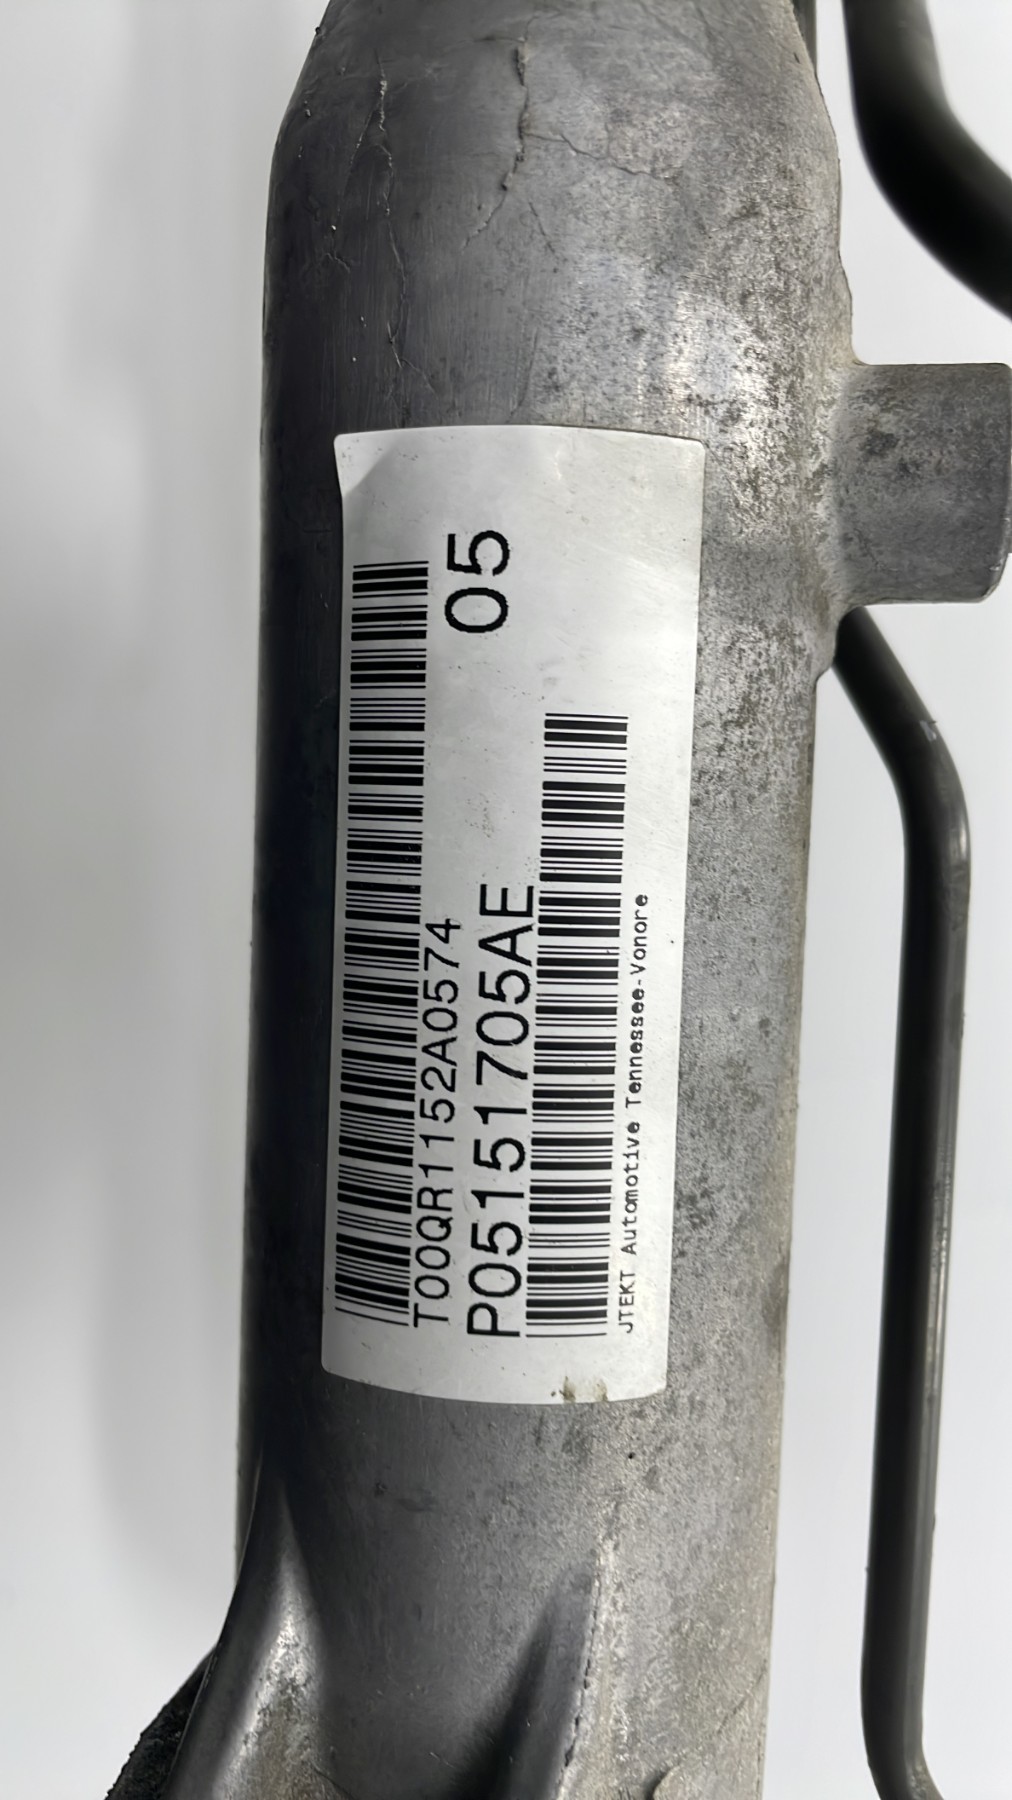 05
T00QR1152A0574
P05151705AE
JTEKT Automotive Tennessee-Vonore